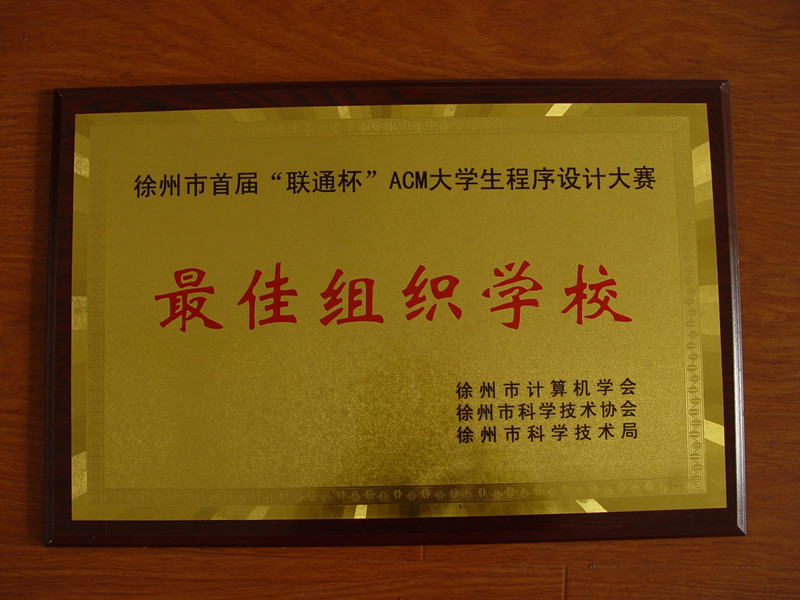 徐州市首届“联通杯”ACM大学生程序设计大赛
最佳组织学校
徐州市计算机学会
徐州市科学技术协会
徐州市科学技术局